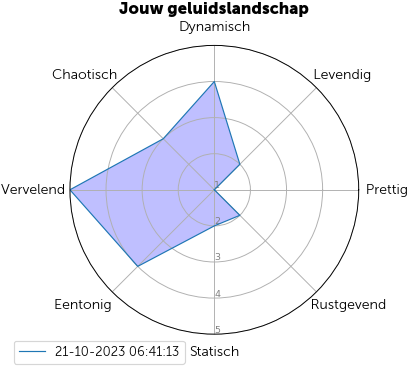 Jouw geluidslandschap
Dynamisch
Chaotisch
Levendig
Vervelend
1
Prettig
2
3
Eentonig
4
Rustgevend
5
21-10-2023 06:41:13
Statisch